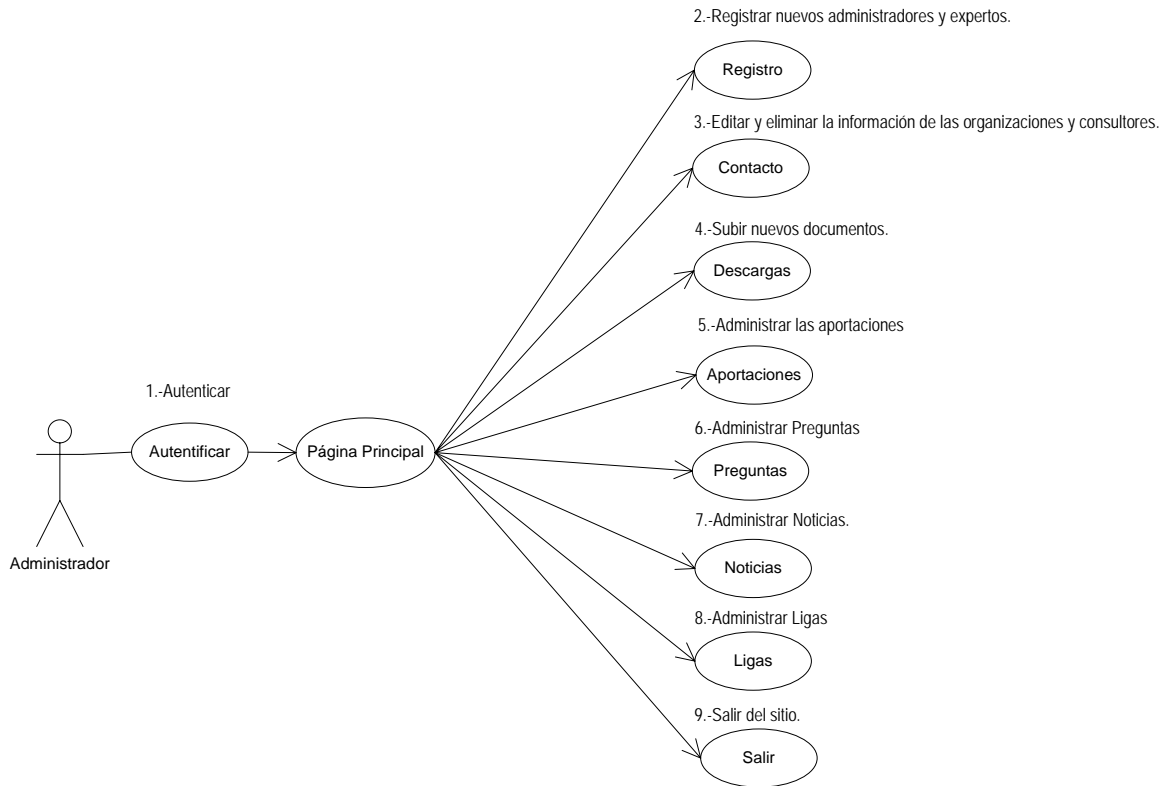 2.-Registrar nuevos administradores y expertos.
Registro
3.-Editar y eliminar la información de las organizaciones y consultores.
Contacto
4.-Subir nuevos documentos.
Descargas
5.-Administrar las aportaciones
Aportaciones
1.-Autenticar
Autentificar
Página Principal
Administrador
6.-Administrar Preguntas
Preguntas
7.-Administrar Noticias.
Noticias
8.-Administrar Ligas
Ligas
9.-Salir del sitio.
Salir